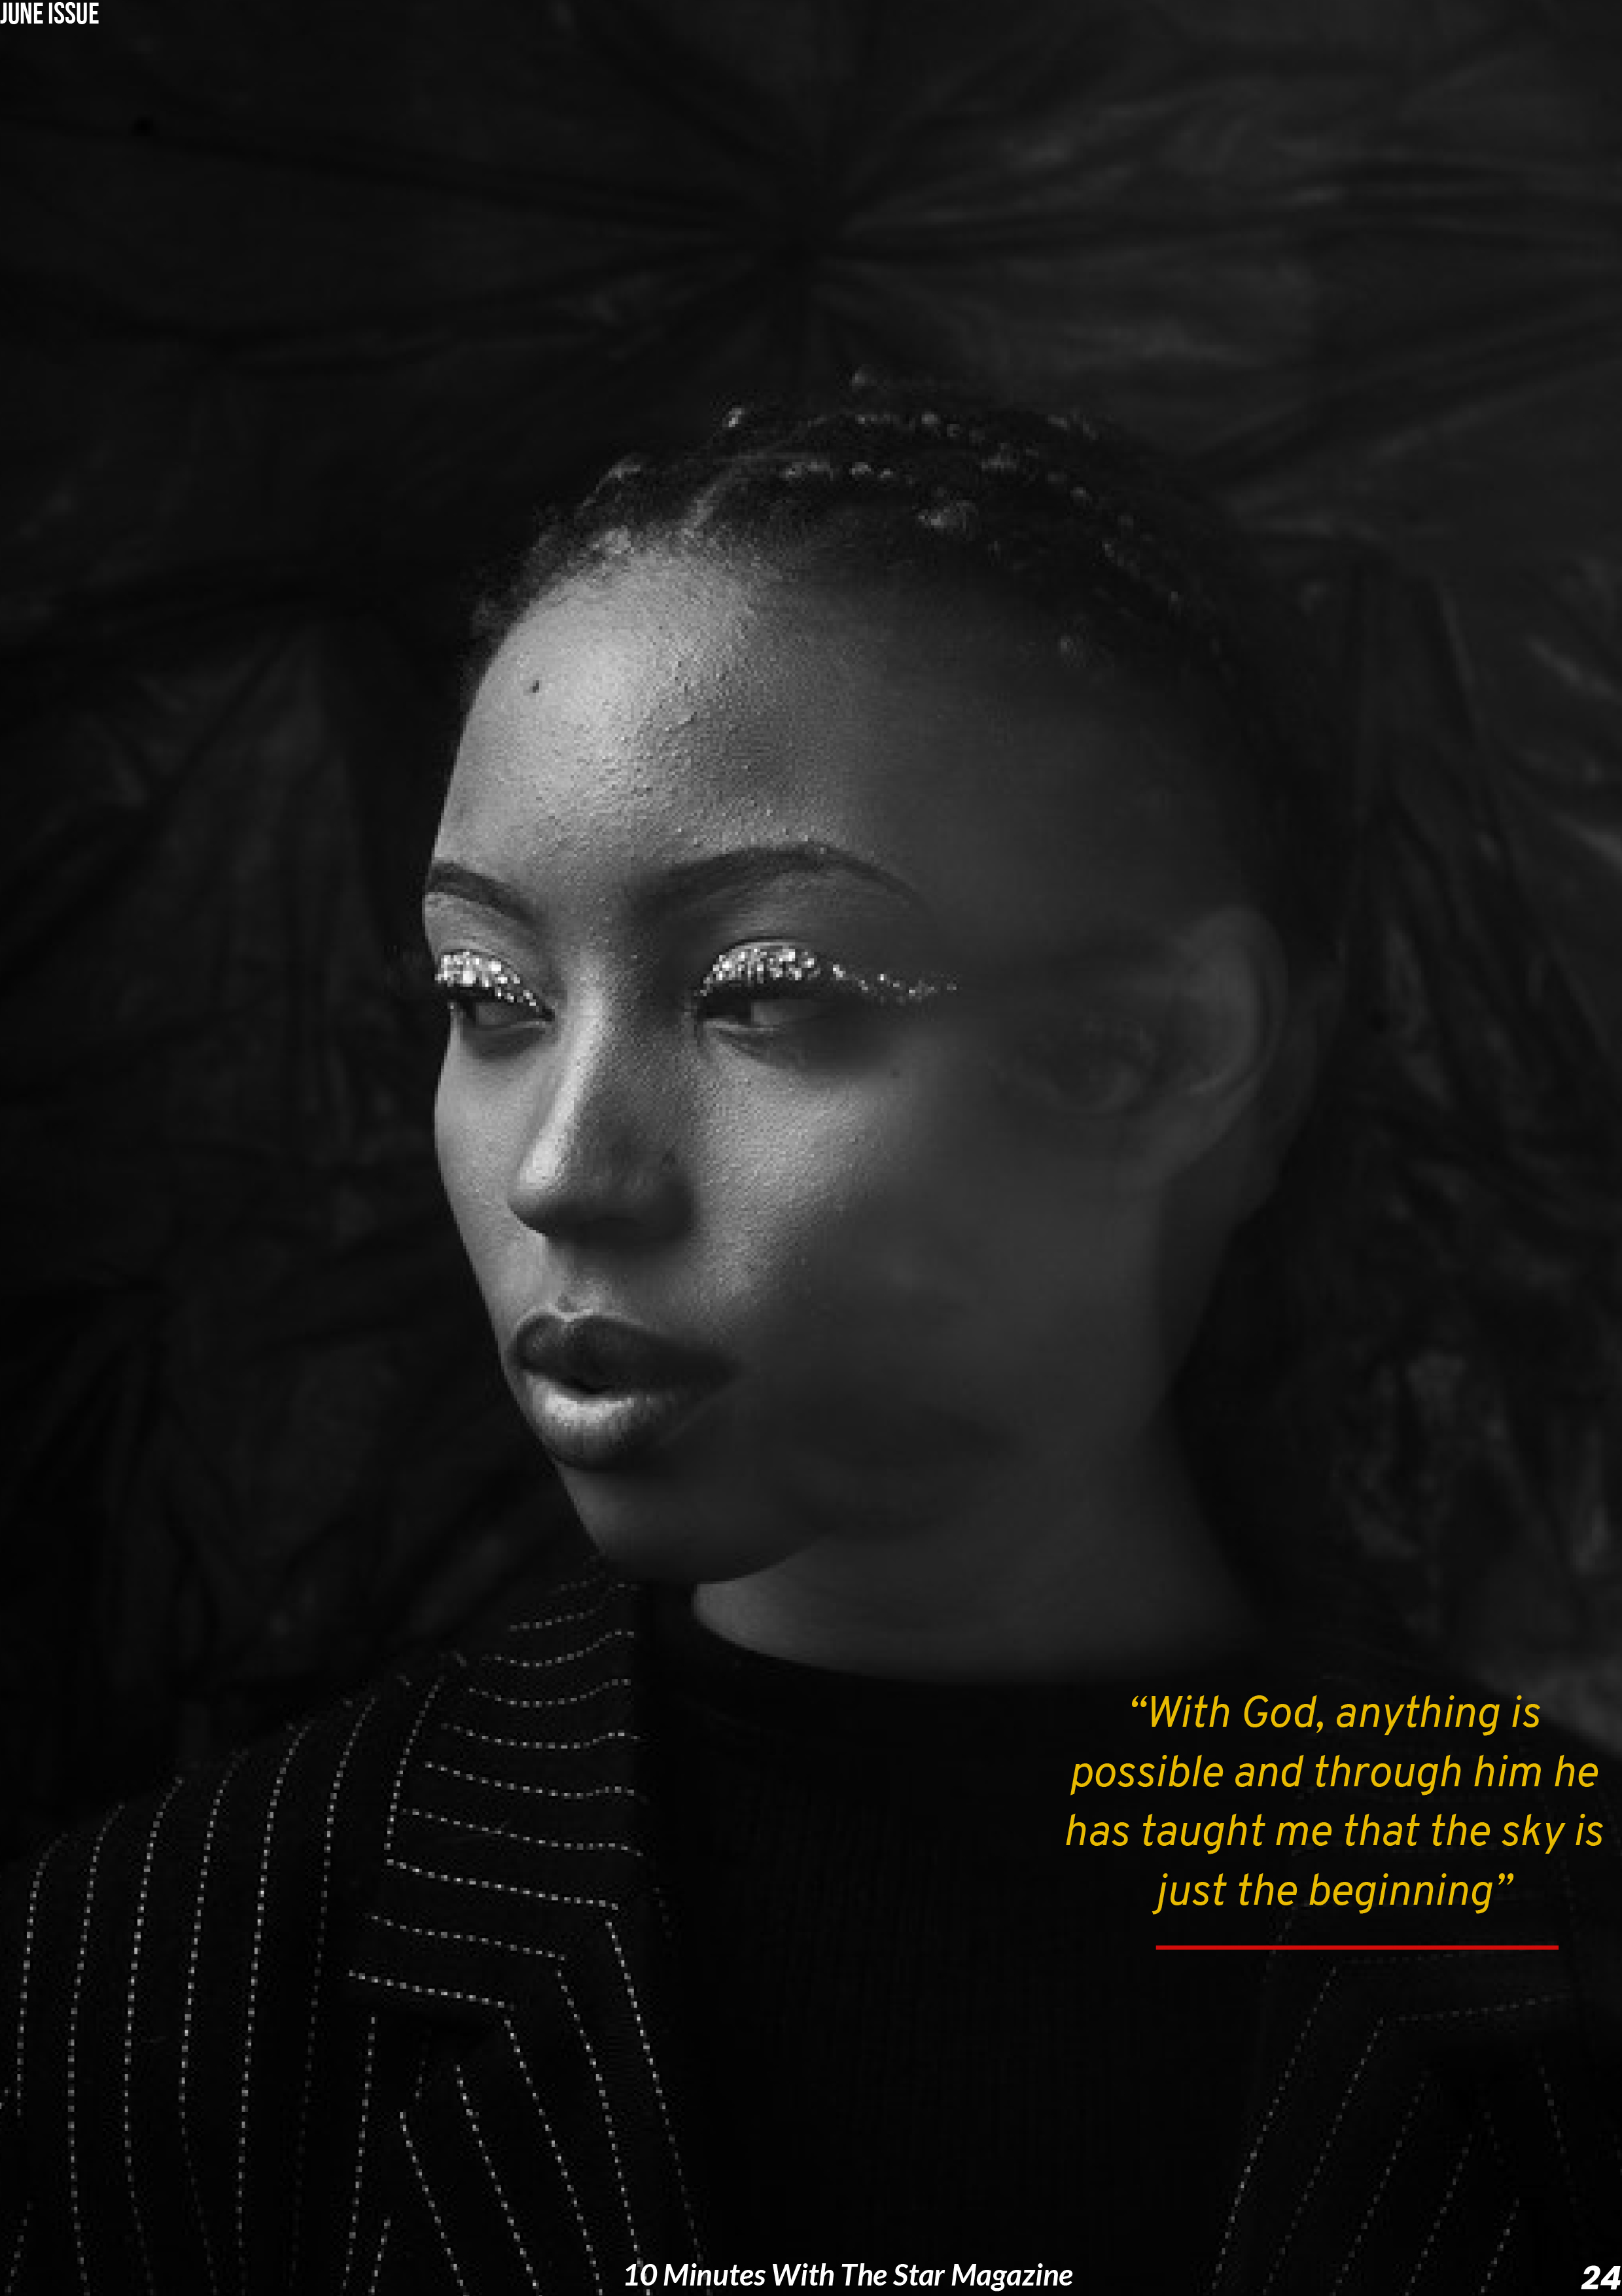 JUNE ISSUE
“With God, anything is
possible and through him he
has taught me that the sky is
just the beginning”
10 Minutes With The Star Magazine
24